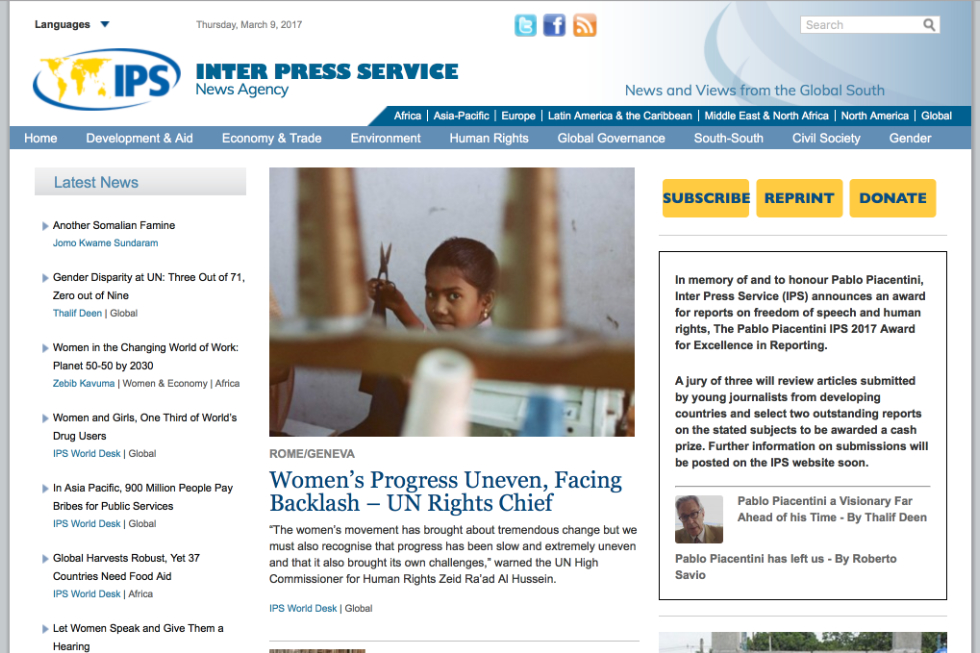 Languages
Thursday, March 9, 2017
Search
IPS
INTER PRESS SERVICE
News Agency
News and Views from the Global South
Africa | Asia-Pacific | Europe | Latin America & the Caribbean | Middle East & North Africa | North America | Global
Home Development & Aid Economy & Trade Environment Human Rights Global Governance South-South Civil Society Gender
Latest News
Another Somalian Famine
Jomo Kwame Sundaram
Gender Disparity at UN: Three Out of 71,
Zero out of Nine
Thalif Deen | Global
Women in the Changing World of Work:
Planet 50-50 by 2030
Zebib Kavuma | Women & Economy | Africa
Women and Girls, One Third of World's
Drug Users
IPS World Desk | Global
In Asia Pacific, 900 Million People Pay
Bribes for Public Services
IPS World Desk | Global
Global Harvests Robust, Yet 37
Countries Need Food Aid
IPS World Desk | Africa
Let Women Speak and Give Them a
Hearing
ROME/GENEVA
Women's Progress Uneven, Facing
Backlash – UN Rights Chief
"The women's movement has brought about tremendous change but we
must also recognise that progress has been slow and extremely uneven
and that it also brought its own challenges," warned the UN High
Commissioner for Human Rights Zeid Ra'ad Al Hussein.
IPS World Desk | Global
SUBSCRIBE REPRINT DONATE
In memory of and to honour Pablo Piacentini,
Inter Press Service (IPS) announces an award
for reports on freedom of speech and human
rights, The Pablo Piacentini IPS 2017 Award
for Excellence in Reporting.
A jury of three will review articles submitted
by young journalists from developing
countries and select two outstanding reports
on the stated subjects to be awarded a cash
prize. Further information on submissions will
be posted on the IPS website soon.
Pablo Piacentini a Visionary Far
Ahead of his Time - By Thalif Deen
Pablo Piacentini has left us - By Roberto
Savio